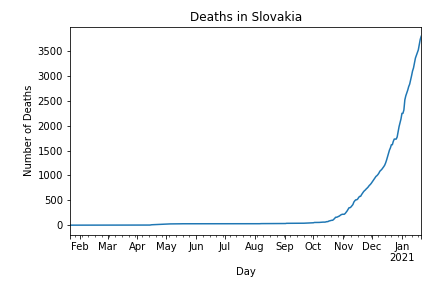 Deaths in Slovakia
Number of Deaths
3500
3000
2500
2000
1500
1000
500
0
Feb Mar Apr May Jun Jul Aug Sep Oct Nov Dec Jan
2021
Day